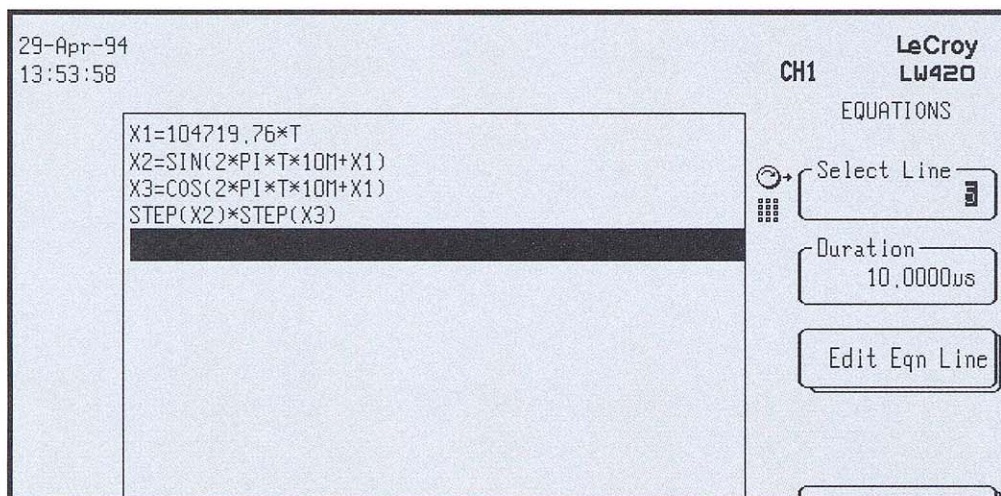 29-Apr-94
13:53:58
CH1
LeCroy
LW420
EQUATIONS
X1=104719.76*T
X2=SIN(2*PI*T*10M+X1)
X3=COS(2*PI*T*10M+X1)
STEP(X2)*STEP(X3)
Select Line
Duration
10.0000us
Edit Eqn Line